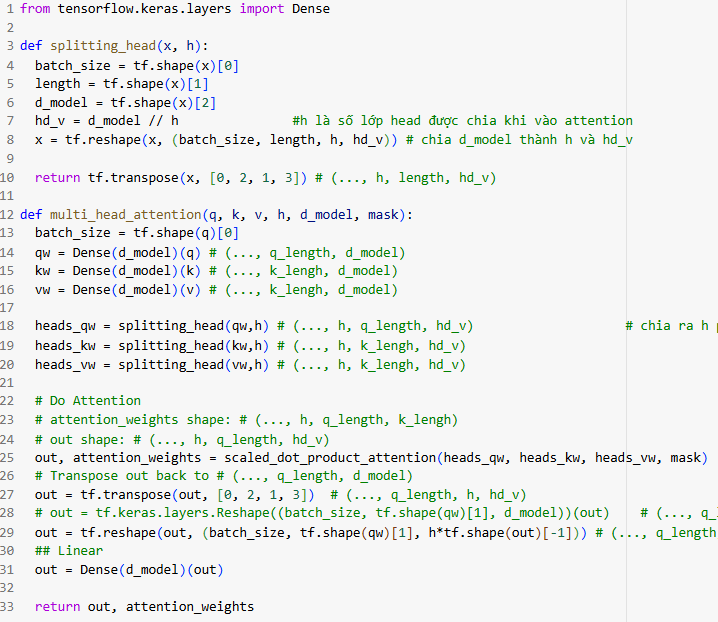 1 from tensorflow.keras.layers import Dense
2
3 def splitting_head(x, h):
4 batch_size = tf.shape(x)[0]
5 length = tf.shape(x)[1]
6 d_model = tf.shape(x)[2]
7 hd_v = d_model // h #h là số lớp head được chia khi vào attention
8 x = tf.reshape(x, (batch_size, length, h, hd_v)) # chia d_model thành h và hd_v
9
10 return tf.transpose(x, [0, 2, 1, 3]) # (..., h, length, hd_v)
11
12 def multi_head_attention(q, k, v, h, d_model, mask):
13 batch_size = tf.shape(q)[0]
14 qw = Dense(d_model)(q) # (..., q_length, d_model)
15 kw = Dense(d_model)(k) # (..., k_lengh, d_model)
16 vw = Dense(d_model)(v) # (..., k_lengh, d_model)
17
18 heads_qw = splitting_head(qw,h) # (..., h, q_length, hd_v) # chia ra h
19 heads_kw = splitting_head(kw,h) # (..., h, k_lengh, hd_v)
20 heads_vw = splitting_head(vw,h) # (..., h, k_lengh, hd_v)
21
22 # Do Attention
23 # attention_weights shape: # (..., h, q_length, k_lengh)
24 # out shape: # (..., h, q_length, hd_v)
25 out, attention_weights = scaled_dot_product_attention(heads_qw, heads_kw, heads_vw, mask)
26 # Transpose out back to # (..., q_length, d_model)
27 out = tf.transpose(out, [0, 2, 1, 3]) # (..., q_length, h, hd_v)
28 # out = tf.keras.layers.Reshape((batch_size, tf.shape(qw)[1], d_model))(out) # (..., q_
29 out = tf.reshape(out, (batch_size, tf.shape(qw)[1], h*tf.shape(out)[-1])) # (..., q_length
30 ## Linear
31 out = Dense(d_model)(out)
32
33 return out, attention_weights